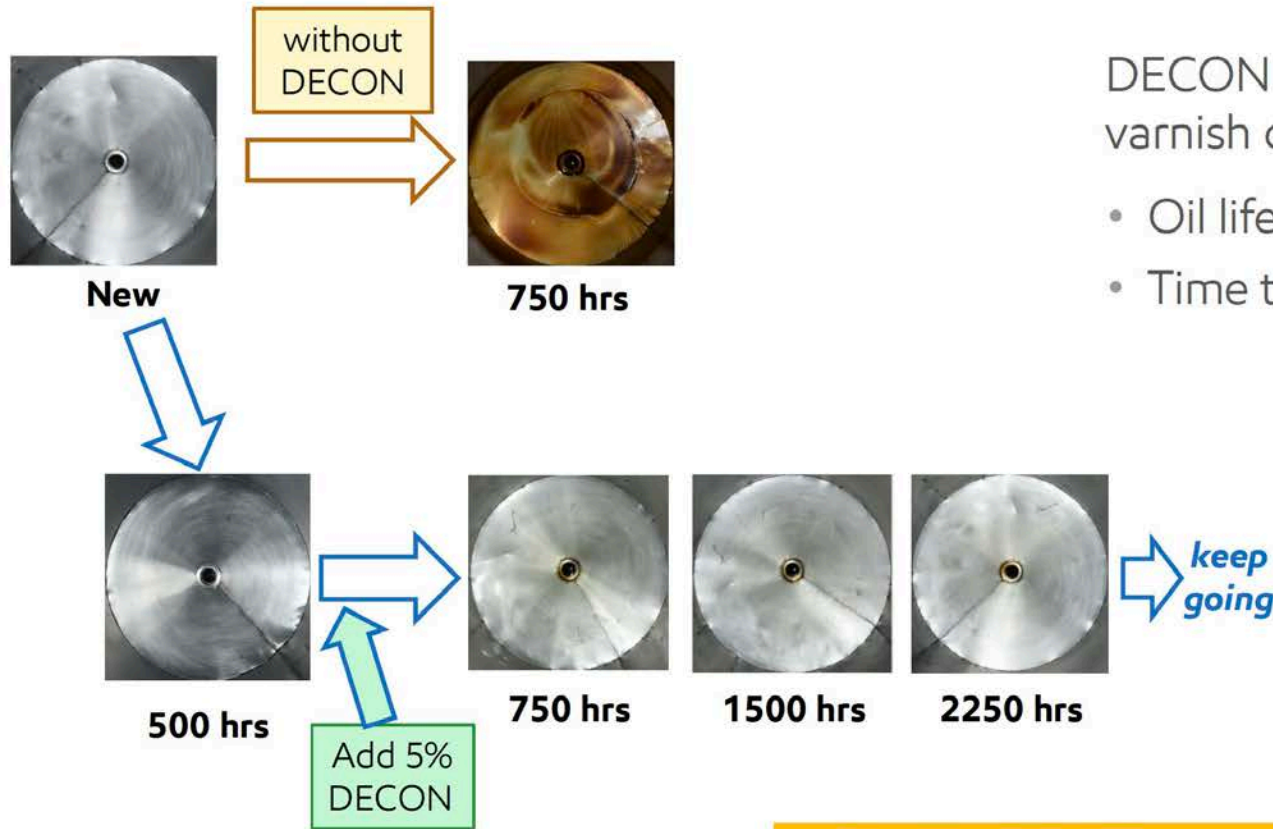 without
DECON
New
750 hrs
DECON
varnish
• Oil life
• Time
500 hrs
Add 5%
DECON
750 hrs
1500 hrs
2250 hrs
keep
going